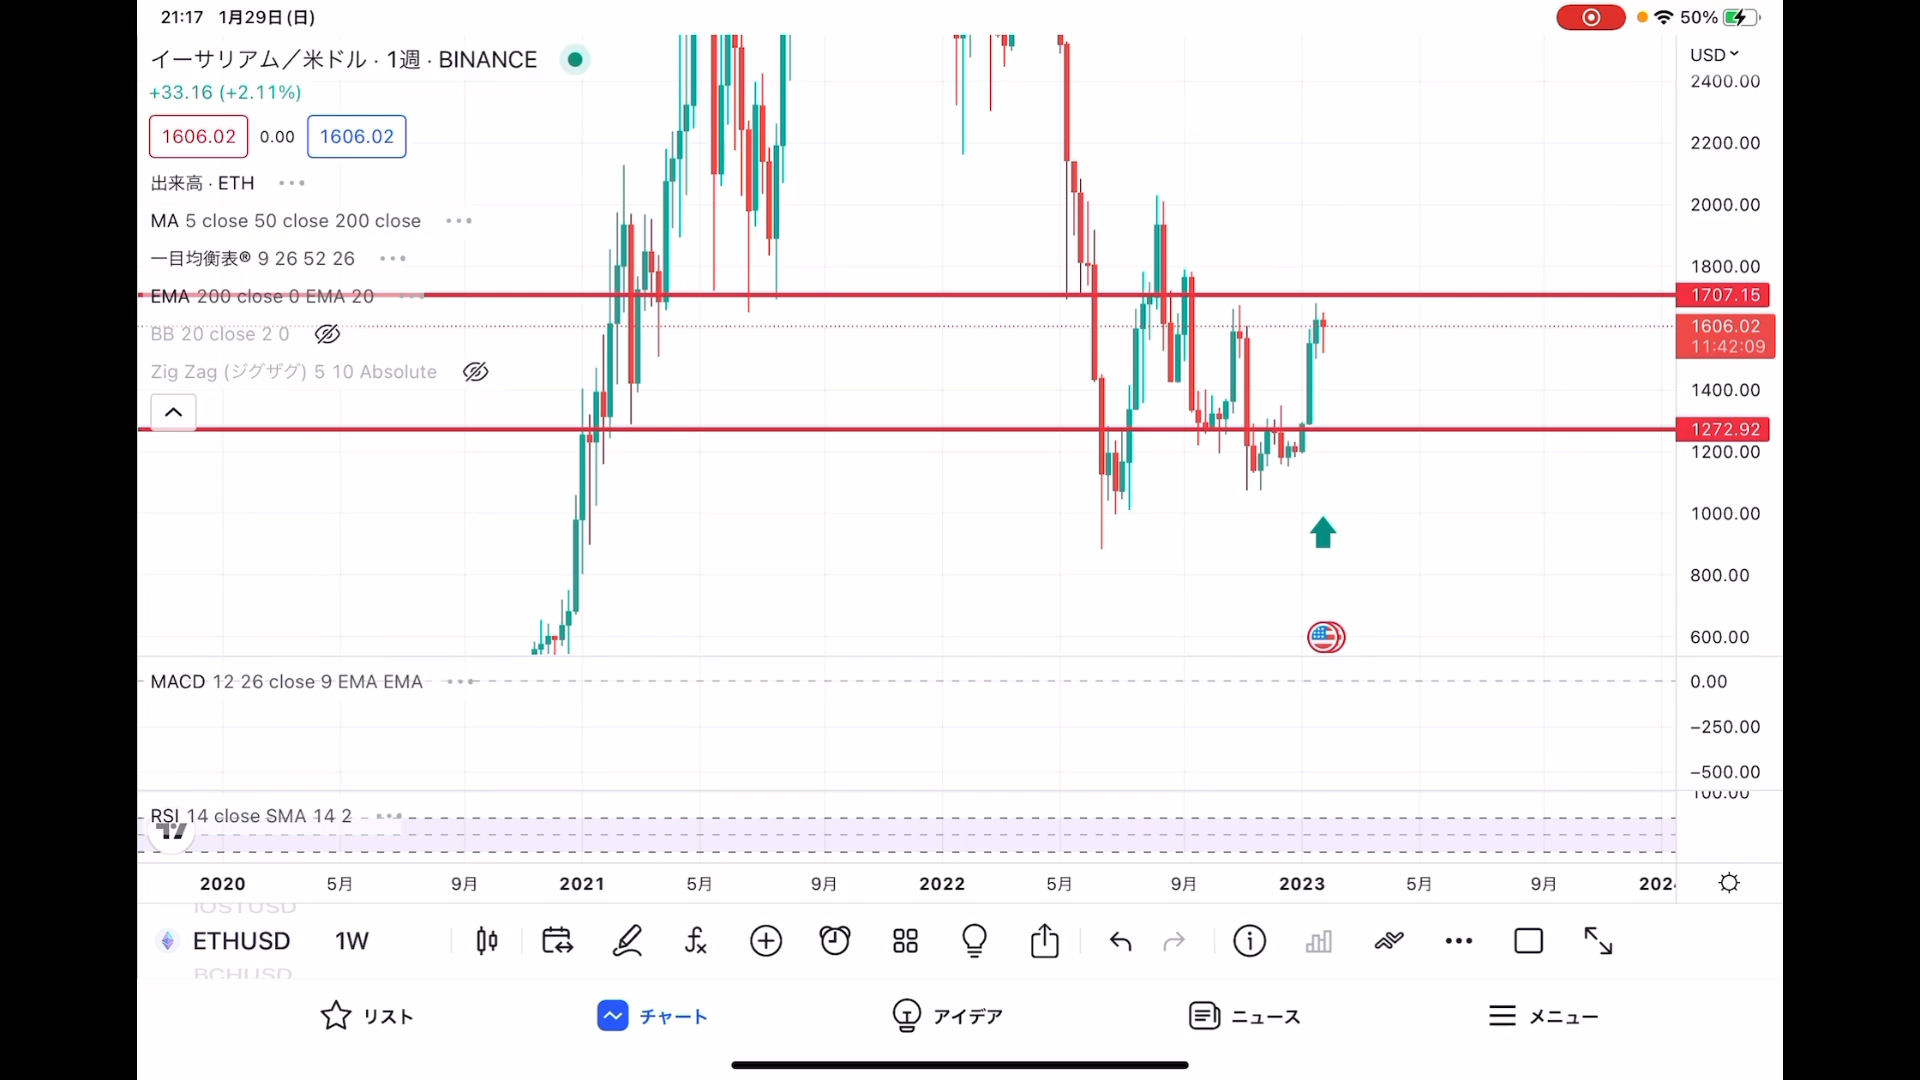 21:17 1月29日(日)
50%
イーサリアム／米ドル · 1週 · BINANCE
USD
+33.16 (+2.11%)
1606.02 0.00 1606.02
出来高 · ETH
MA 5 close 50 close 200 close
一目均衡表® 9 26 52 26
EMA 200 close 0 EMA 20
BB 20 close 2 0
Zig Zag (ジグザグ) 5 10 Absolute
2400.00
2200.00
2000.00
1800.00
1707.15
1606.02
11:42:09
1400.00
1272.92
1200.00
1000.00
800.00
600.00
MACD 12 26 close 9 EMA EMA
0.00
−250.00
−500.00
100.00
RSI 14 close SMA 14 2
2020 5月 9月 2021 5月 9月 2022 5月 9月 2023 5月 9月 202
IOSTUSD
ETHUSD 1W
BCHUSD
リスト チャート アイデア ニュース メニュー